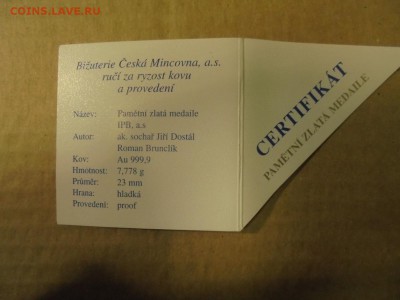 COINS.LAVE.RU
Bižuterie Česká Mincovna, a.s.
ručí za ryzost kovu
a provedení
Název: Pamětní zlatá medaile
IPB, a.s
Autor: ak. sochař Jiří Dostál
Roman Brunclík
Kov: Au 999,9
Hmotnost: 7,778 g
Průměr: 23 mm
Hrana: hladká
Provedení: proof
CERTIFIKÁT
PAMĚTNÍ ZLATÁ MEDAILE